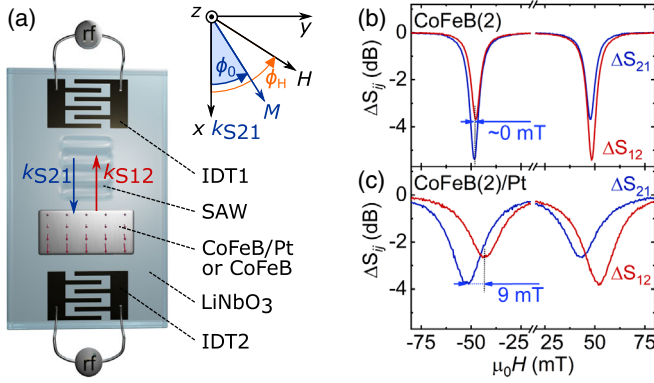 (a)
rf
z
y
ϕ0
ϕH
H
M
x kS21
kS21
kS12
IDT1
SAW
CoFeB/Pt
or CoFeB
LiNbO3
IDT2
rf
(b)
CoFeB(2)
0
-2
-4
ΔSij (dB)
ΔS21
ΔS12
~0 mT
(c)
CoFeB(2)/Pt
0
-2
-4
ΔSij (dB)
ΔS21
ΔS12
9 mT
-50 -25 25 50 75
μ0H (mT)